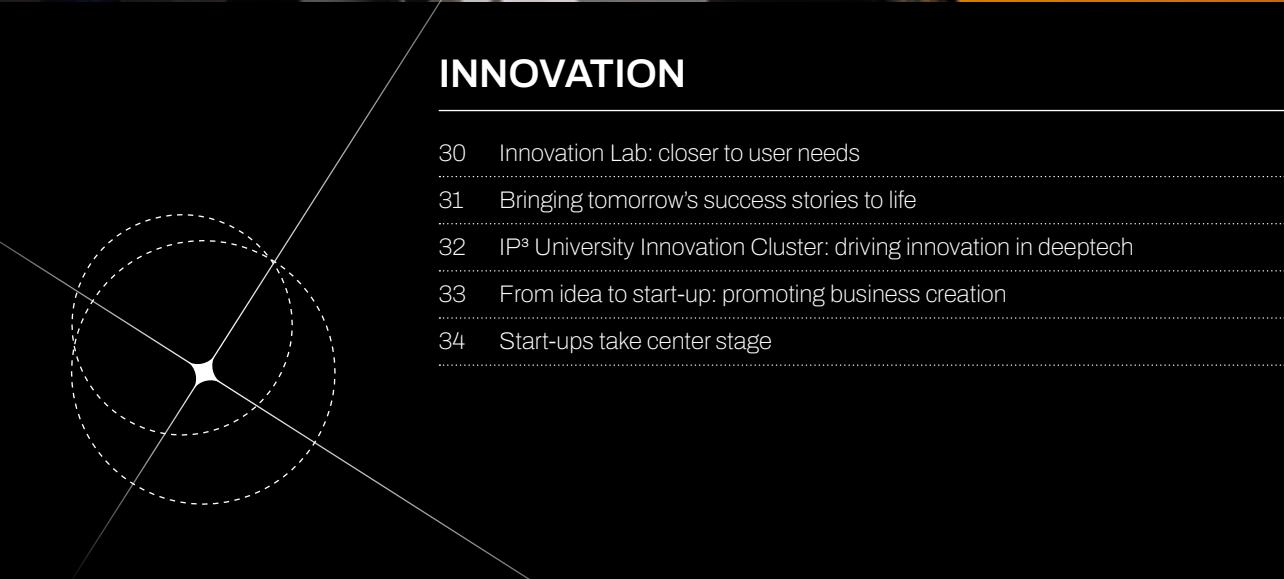 INNOVATION
30 Innovation Lab: closer to user needs
31 Bringing tomorrow’s success stories to life
32 IP³ University Innovation Cluster: driving innovation in deeptech
33 From idea to start-up: promoting business creation
34 Start-ups take center stage